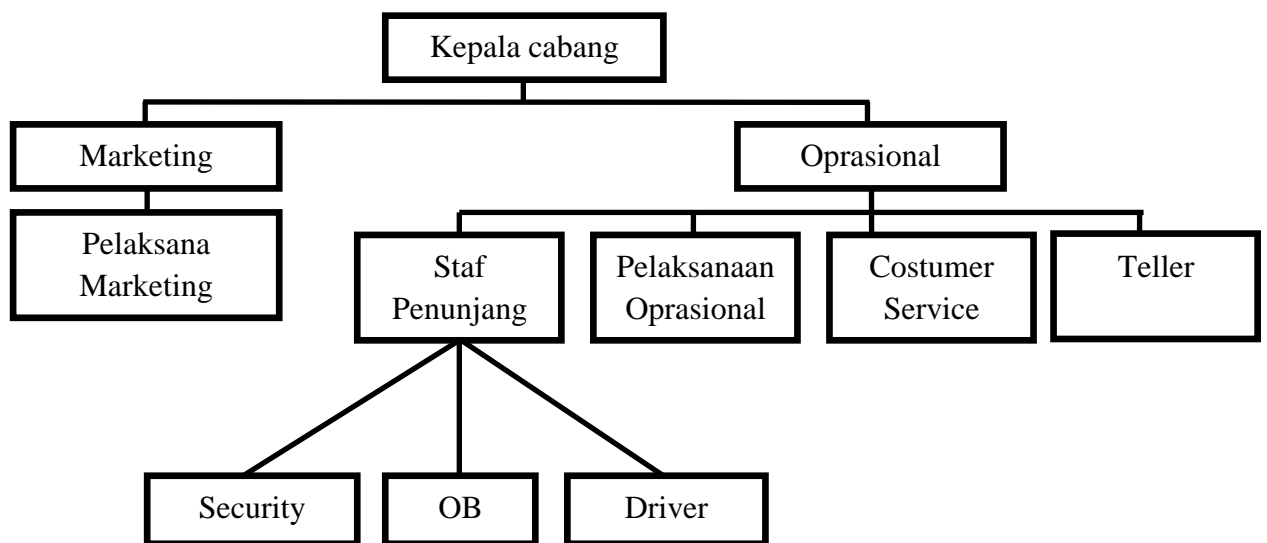 Kepala cabang
Marketing
Oprasional
Pelaksana
Marketing
Staf
Penunjang
Pelaksanaan
Oprasional
Costumer
Service
Teller
Security
OB
Driver